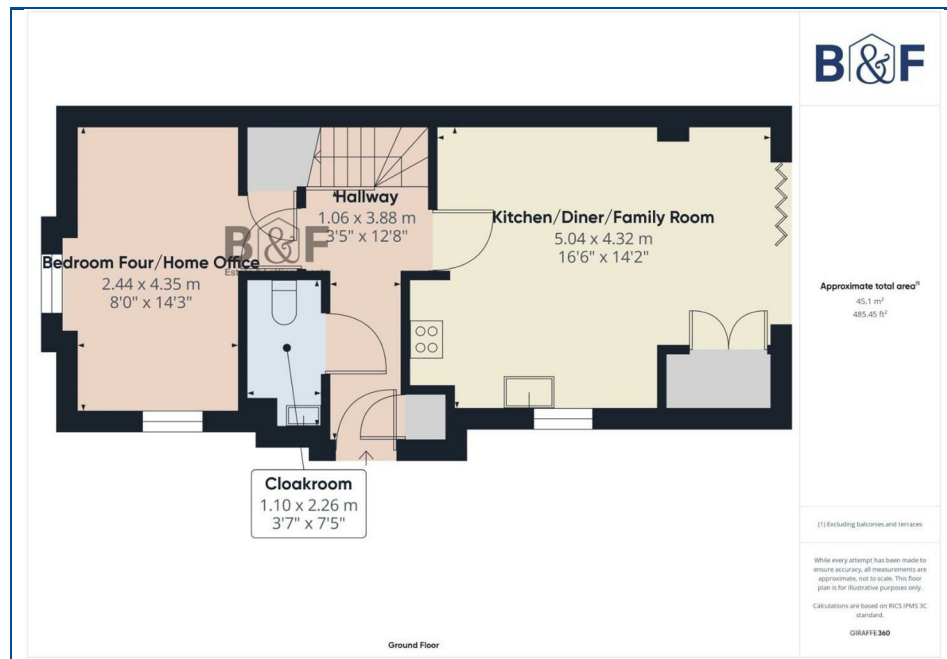 B&F
Hallway
1.06 x 3.88 m
3'5" x 12'8"
Kitchen/Diner/Family Room
5.04 x 4.32 m
16'6" x 14'2"
B&F
Bedroom Four/Home Office
2.44 x 4.35 m
8'0" x 14'3"
Cloakroom
1.10 x 2.26 m
3'7" x 7'5"
Ground Floor
Approximate total area(1)
45.1 m²
485.45 ft²
(1) Excluding balconies and terraces
While every attempt has been made to
ensure accuracy, all measurements are
approximate, not to scale. This floor
plan is for illustrative purposes only.
Calculations are based on RICS IPMS 3C
standard.
GIRAFFE360